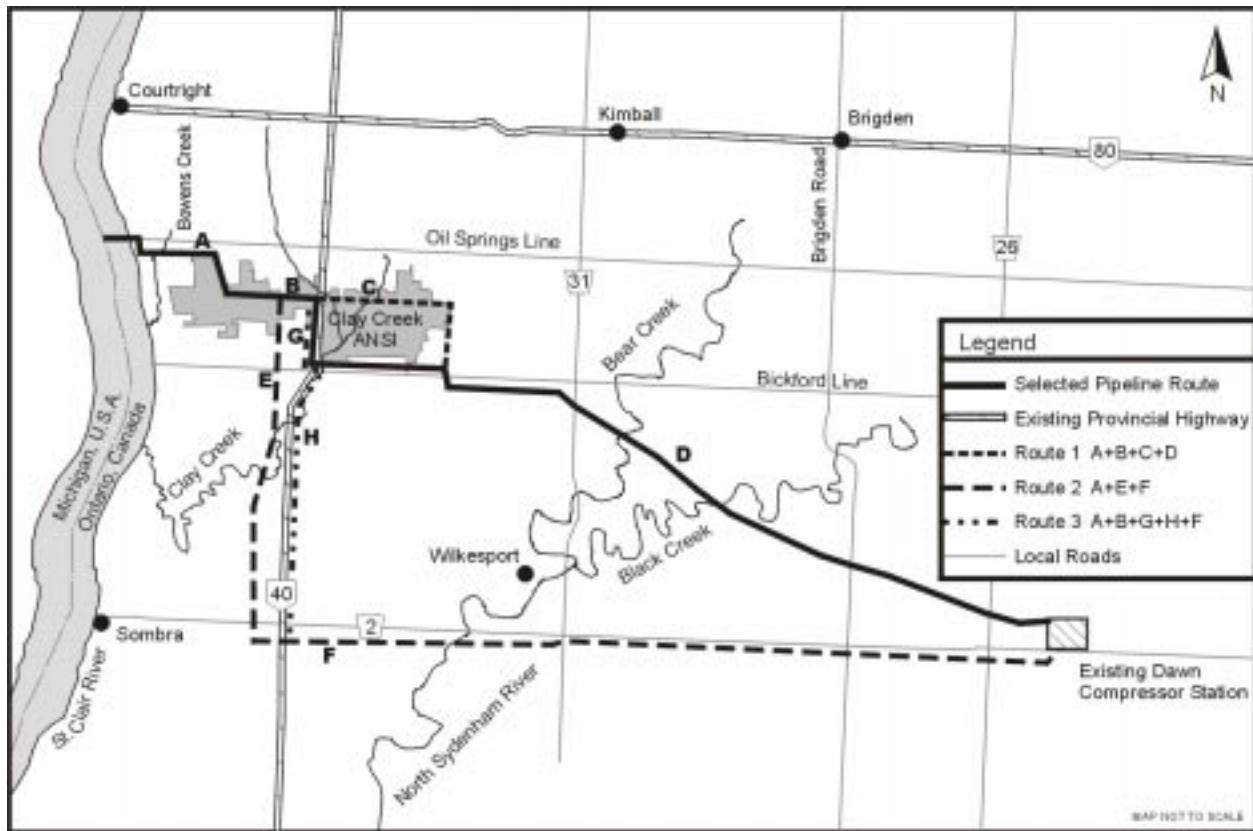 Courtright
Kimball
Brigden
N
80
Bowens Creek
Brigden Road
A
Oil Springs Line
26
31
B
C
Clay Creek
ANSI
G
Bear Creek
E
Bickford Line
H
Michigan, U.S.A.
Ontario, Canada
Clay Creek
D
Wilkesport
Black Creek
40
2
Sombra
F
St. Clair River
North Sydenham River
Existing Dawn
Compressor Station
Legend
Selected Pipeline Route
Existing Provincial Highway
Route 1 A+B+C+D
Route 2 A+E+F
Route 3 A+B+G+H+F
Local Roads
MAP NOT TO SCALE